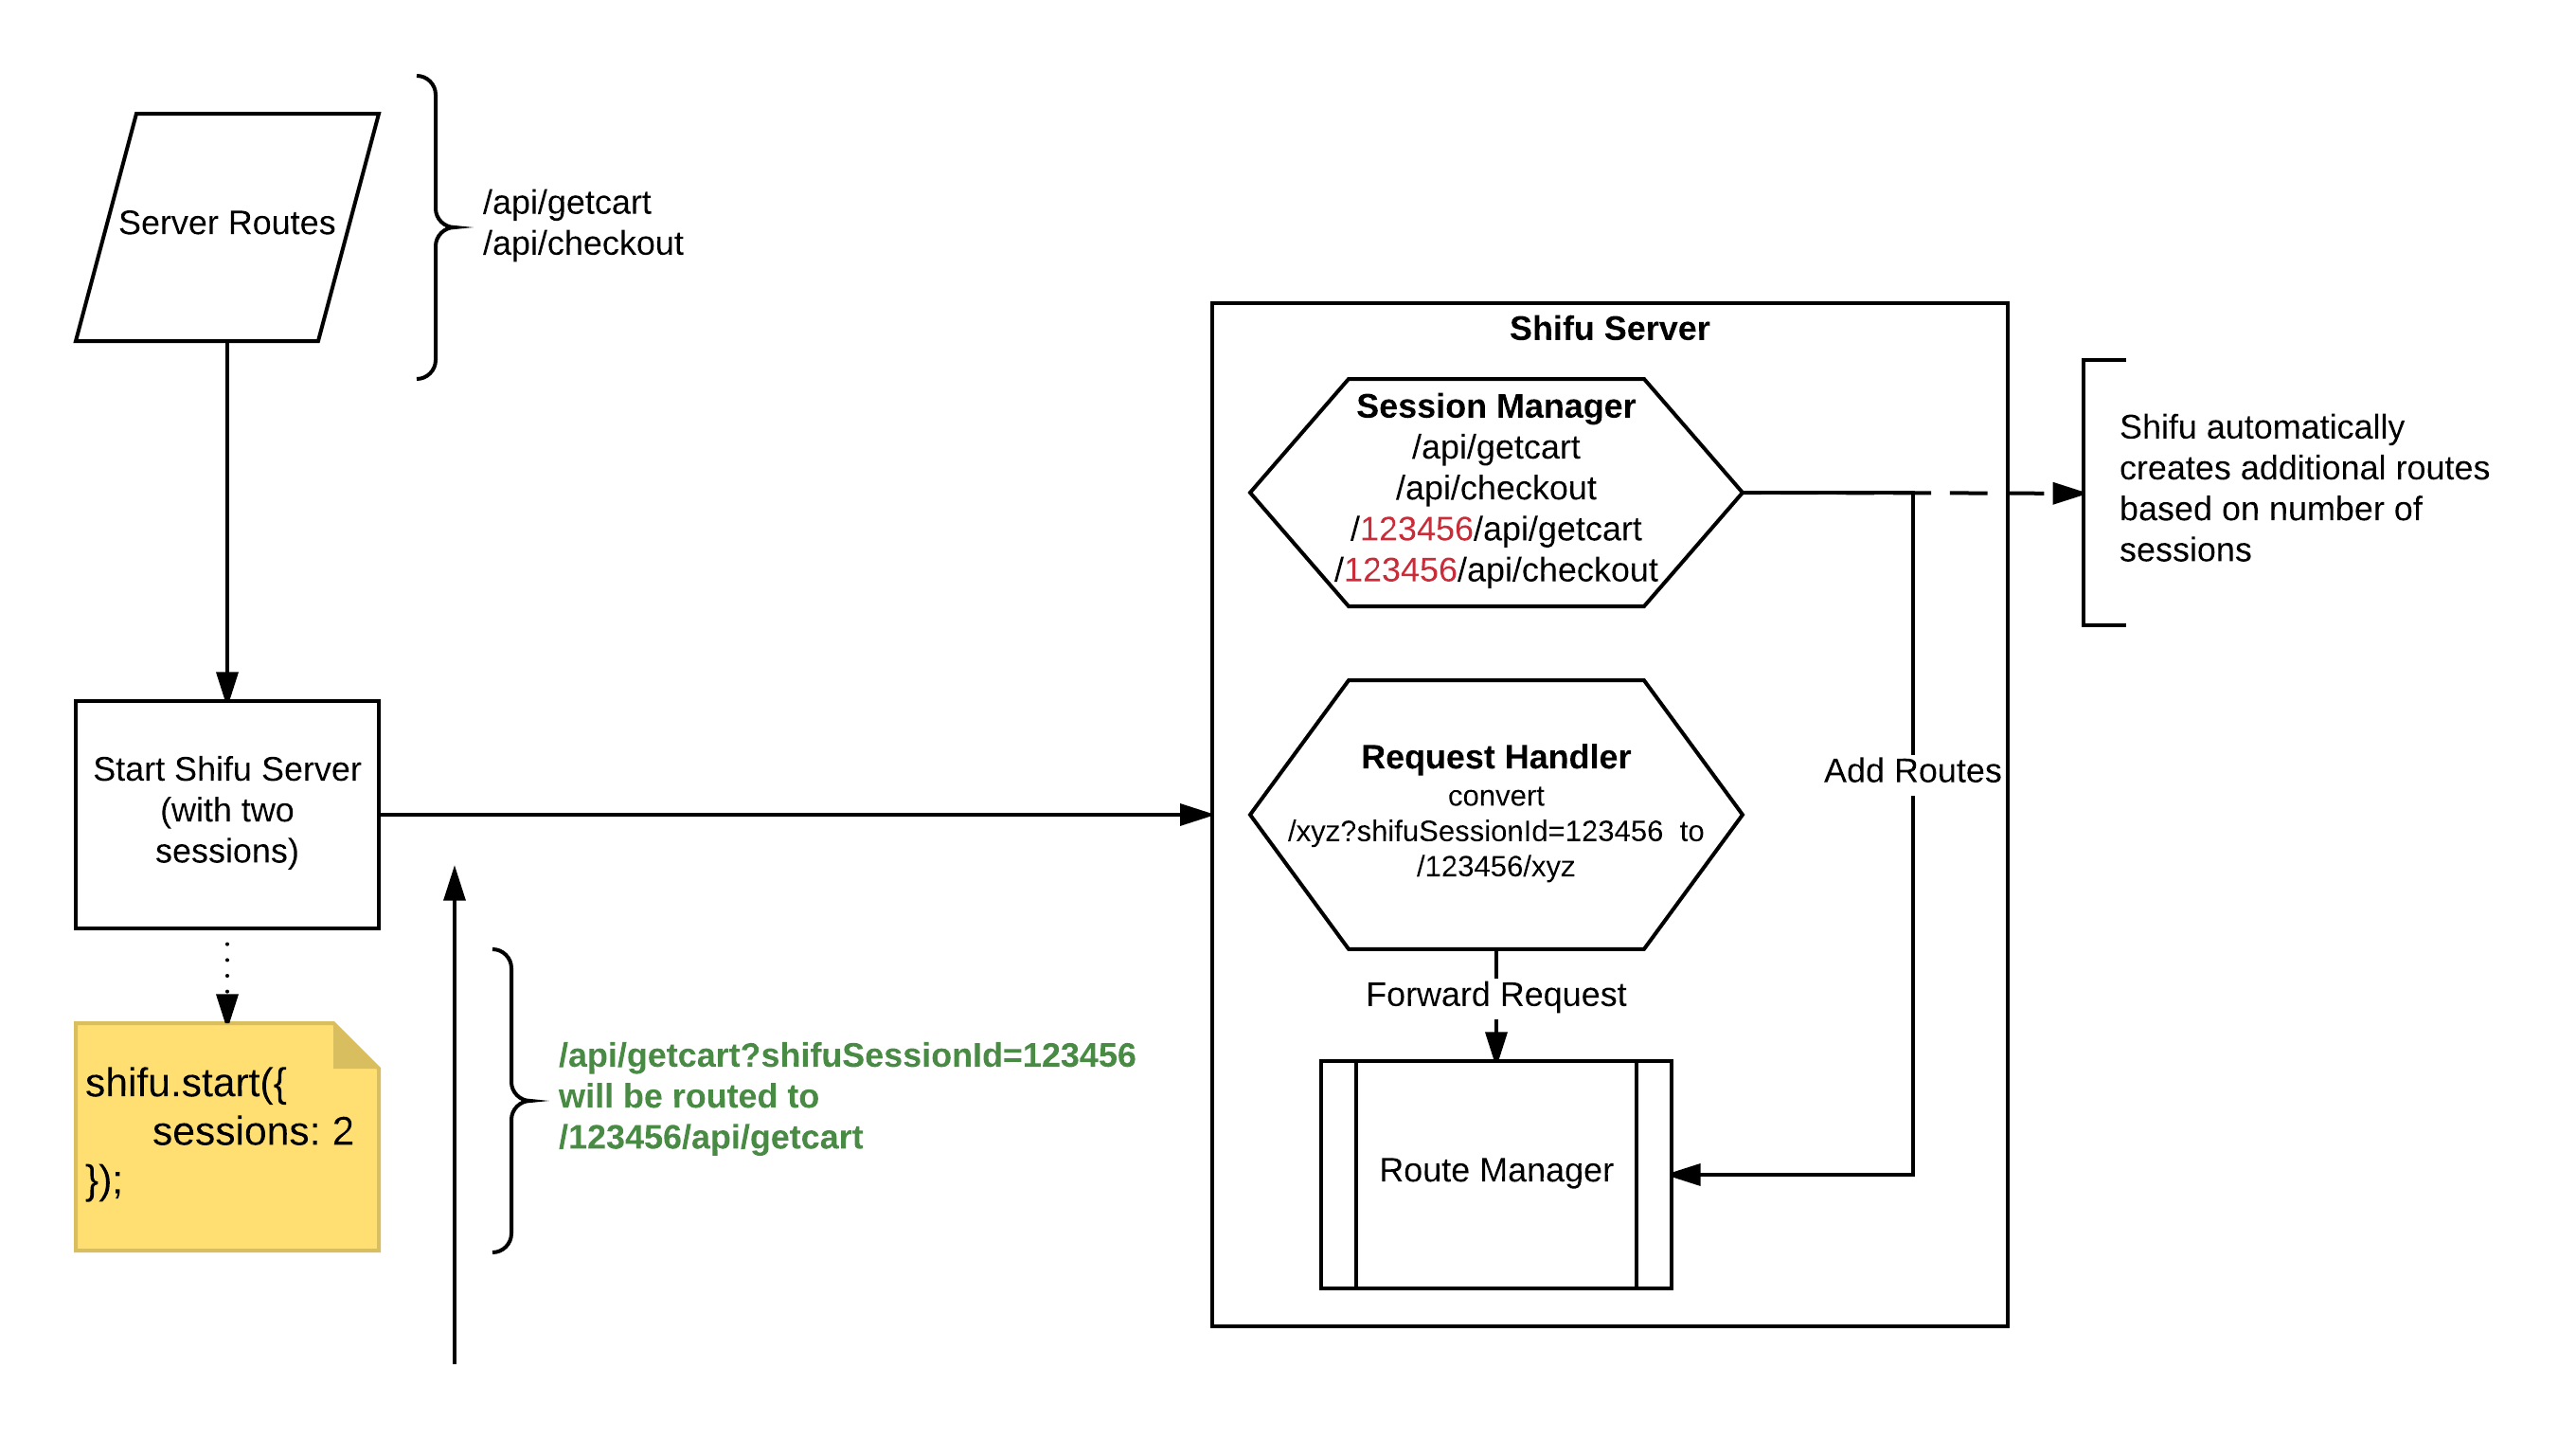 Server Routes
/api/getcart
/api/checkout
Start Shifu Server
(with two
sessions)
shifu.start({
sessions: 2
});
/api/getcart?shifuSessionId=123456
will be routed to
/123456/api/getcart
Shifu Server
Session Manager
/api/getcart
/api/checkout
/123456/api/getcart
/123456/api/checkout
Request Handler
convert
/xyz?shifuSessionId=123456 to
/123456/xyz
Forward Request
Route Manager
Add Routes
Shifu automatically
creates additional routes
based on number of
sessions